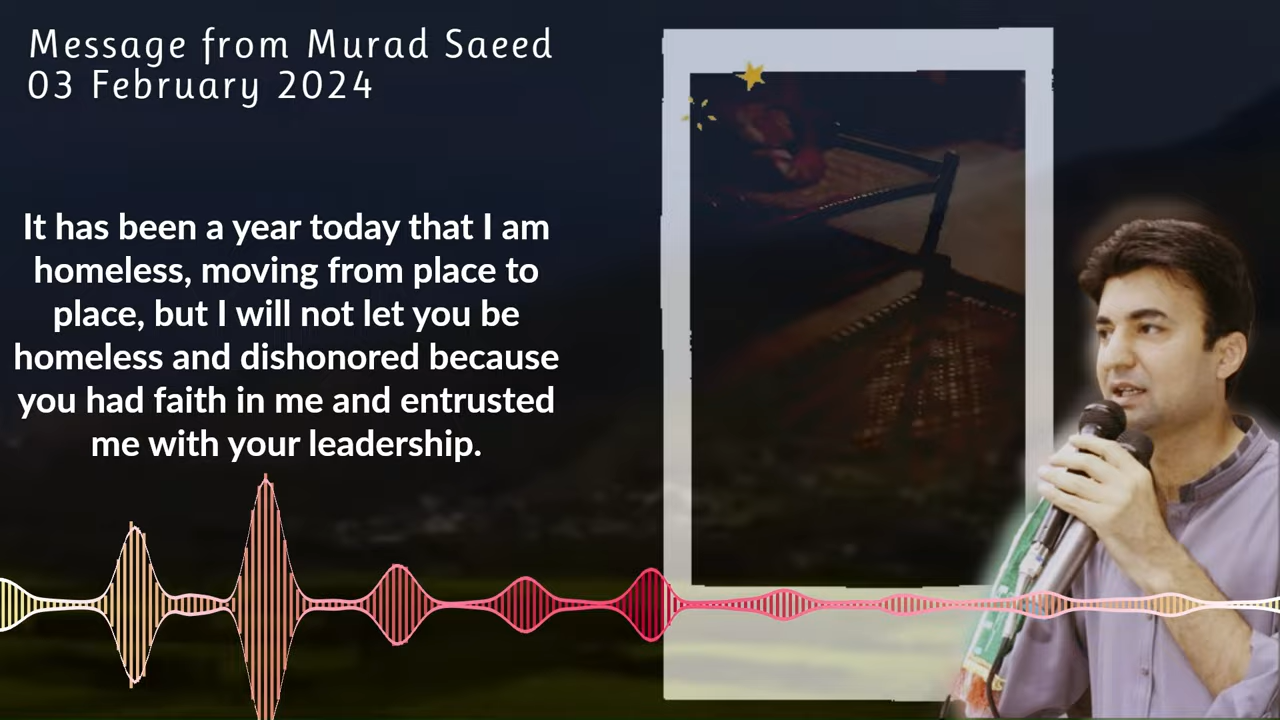 Message from Murad Saeed
03 February 2024
It has been a year today that I am
homeless, moving from place to
place, but I will not let you be
homeless and dishonored because
you had faith in me and entrusted
me with your leadership.